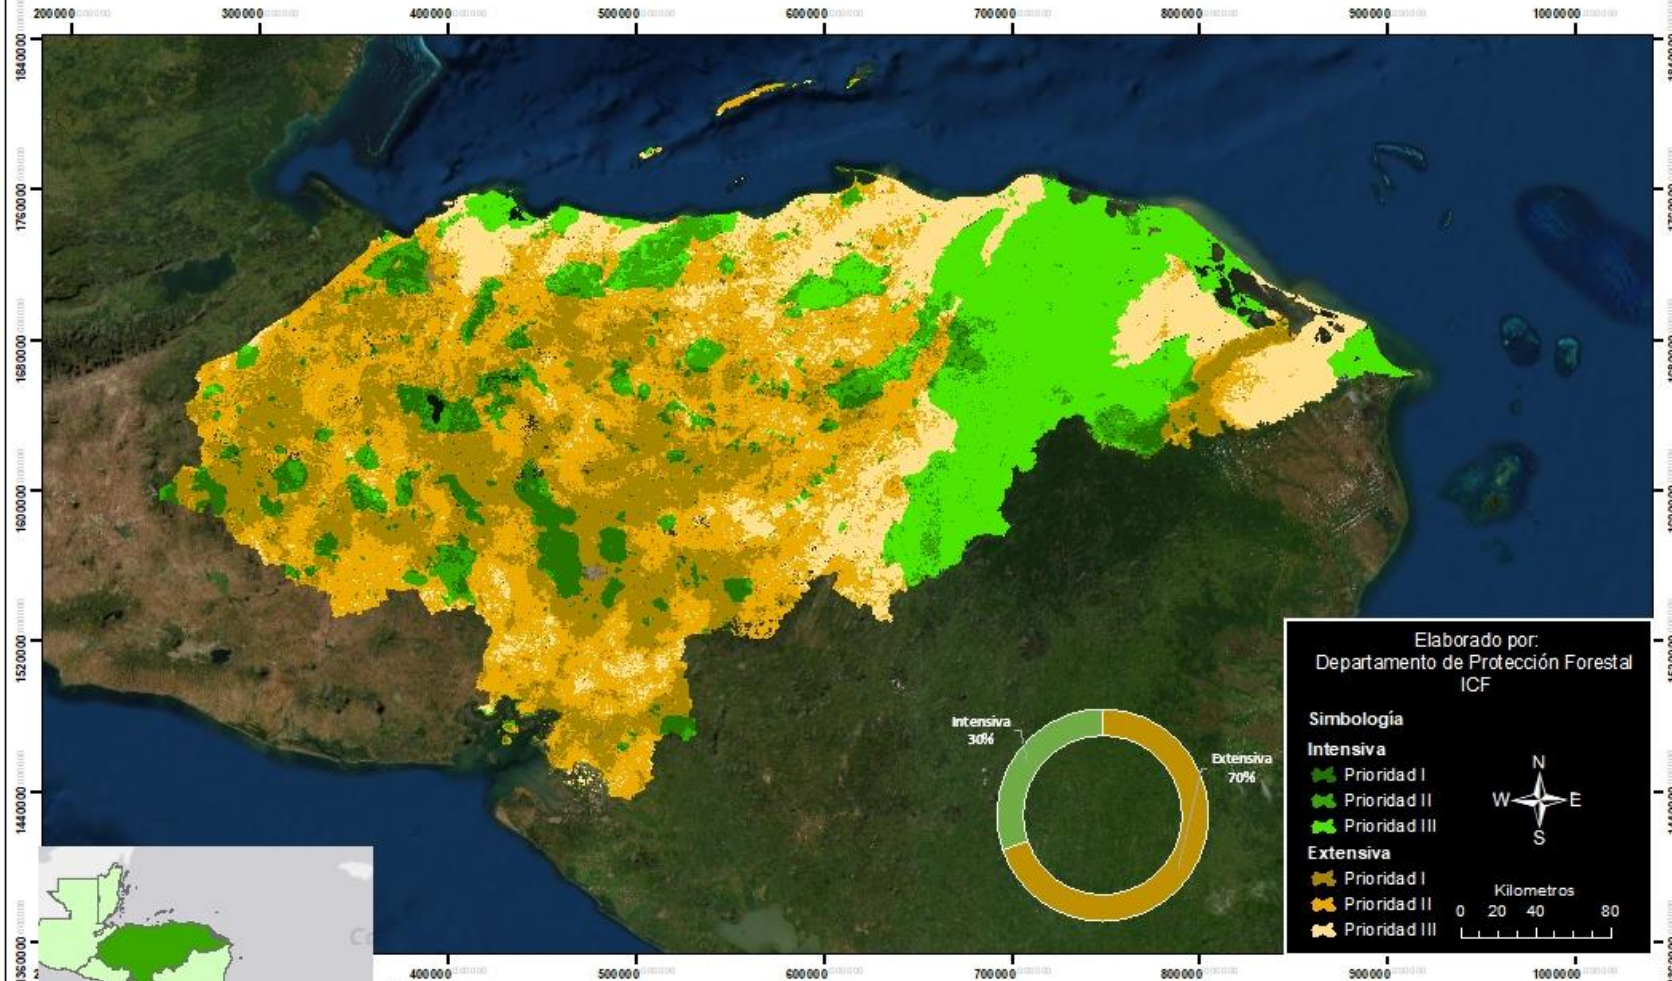 200000 300000 400000 500000 600000 700000 800000 900000 1000000
1840000
1760000
1680000
1600000
1520000
1440000
1360000
Intensiva
30%
Extensiva
70%
Elaborado por:
Departamento de Protección Forestal
ICF
Simbología
Intensiva
Prioridad I
Prioridad II
Prioridad III
Extensiva
Prioridad I
Prioridad II
Prioridad III
N
W E
S
Kilometros
0 20 40 80
400000 500000 600000 700000 800000 900000 1000000